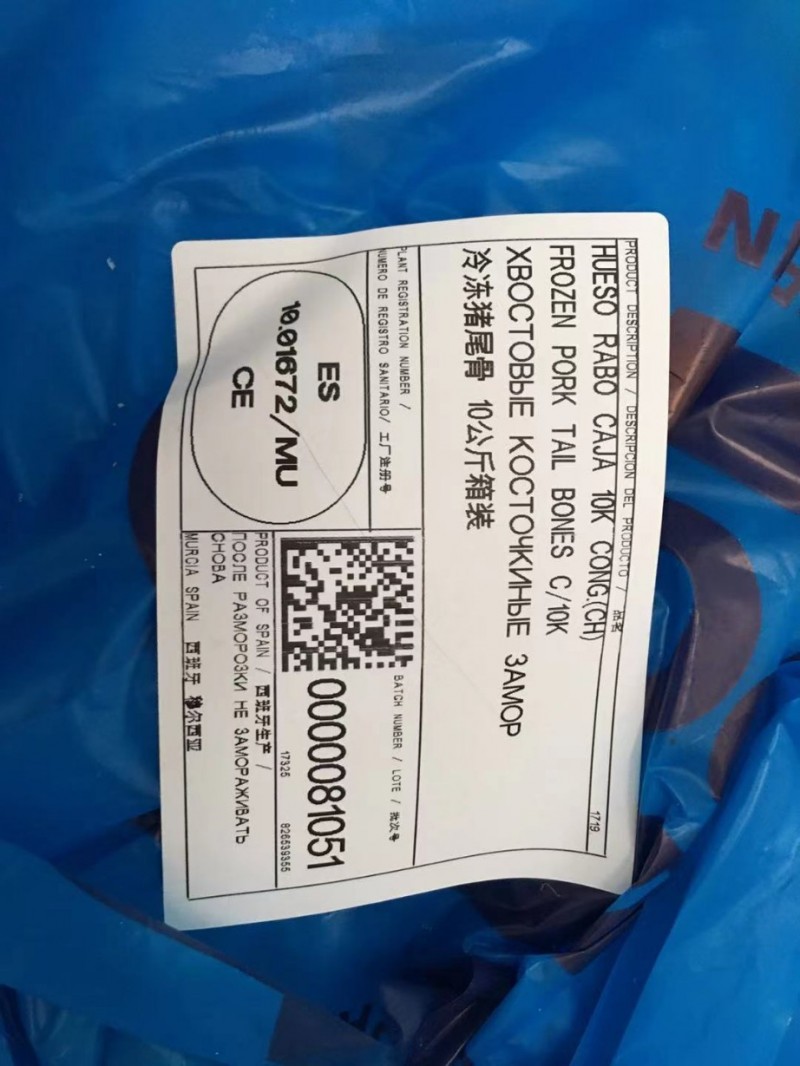 PRODUCT DESCRIPTION / DESCRIPCION DEL PRODUCTO / 品名
1719
HUESO RABO CAJA 10K CONG.(CH)
FROZEN PORK TAIL BONES C/10K
ХВОСТОВЫЕ КОСТОЧКИНЫЕ ЗАМОР
冷冻猪尾骨 10公斤箱装
PLANT REGISTRATION NUMBER /
NUMERO DE REGISTRO SANITARIO/ 工厂注册号
ES
10.01672/MU
CE
BATCH NUMBER / LOTE / 批次号
0000081051
17325 826539355
PRODUCT OF SPAIN / 西班牙生产 /
ПОСЛЕ РАЗМОРОЗКИ НЕ ЗАМОРАЖИВАТЬ
СНОВА
MURCIA SPAIN 西班牙 穆尔西亚